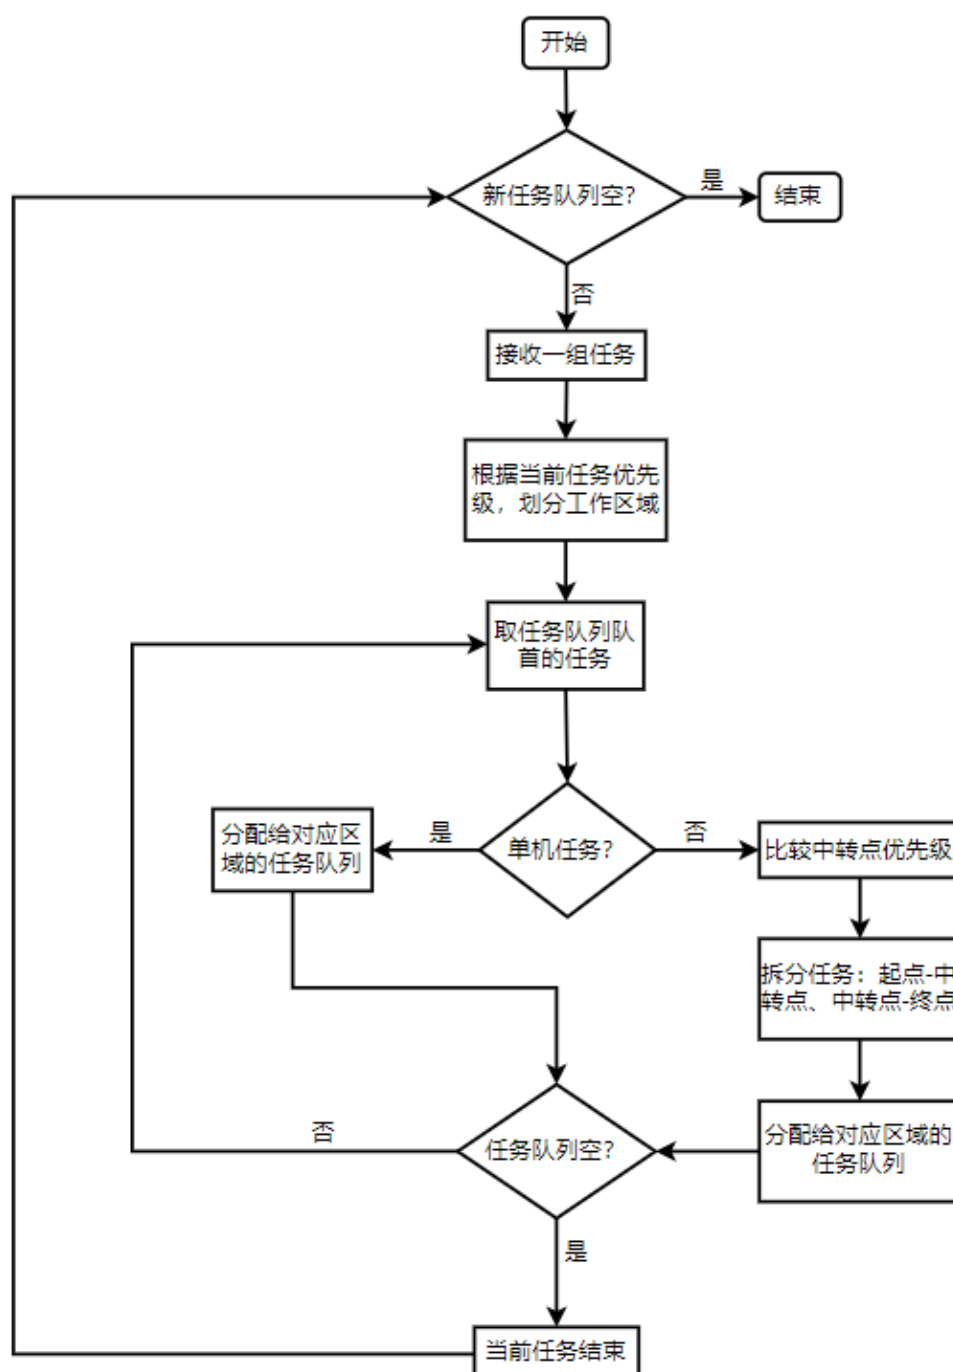 开始
新任务队列空？
是
结束
否
接收一组任务
根据当前任务优先
级，划分工作区域
取任务队列队
首的任务
单机任务？
是
分配给对应区
域的任务队列
否
比较中转点优先级
拆分任务：起点-中
转点、中转点-终点
分配给对应区域的
任务队列
任务队列空？
否
是
当前任务结束